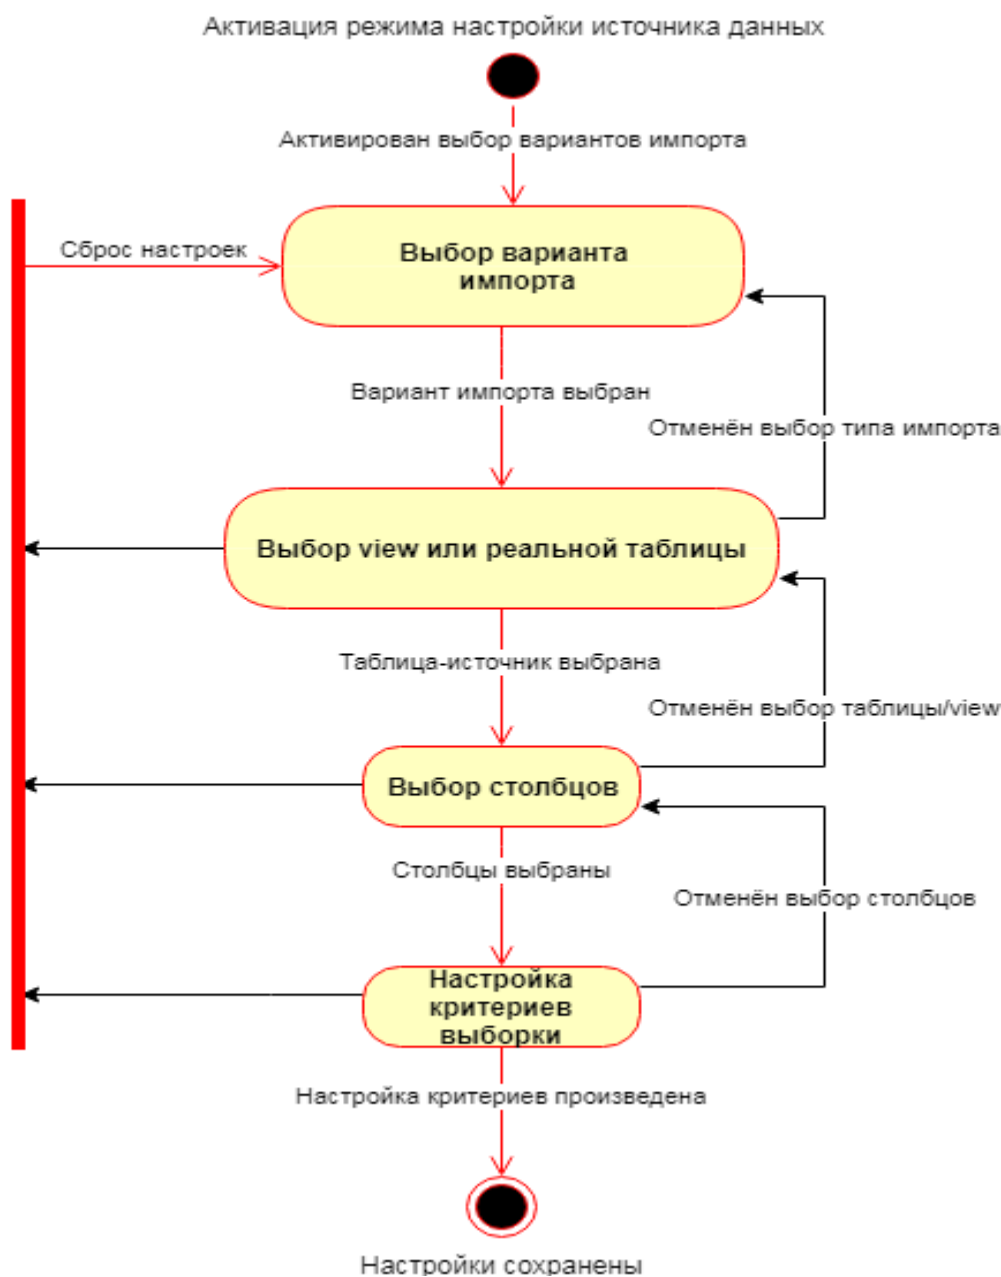 Активация режима настройки источника данных
Активирован выбор вариантов импорта
Сброс настроек
Выбор варианта
импорта
Вариант импорта выбран
Отменён выбор типа импорта
Выбор view или реальной таблицы
Таблица-источник выбрана
Отменён выбор таблицы/view
Выбор столбцов
Столбцы выбраны
Отменён выбор столбцов
Настройка
критериев
выборки
Настройка критериев произведена
Настройки сохранены